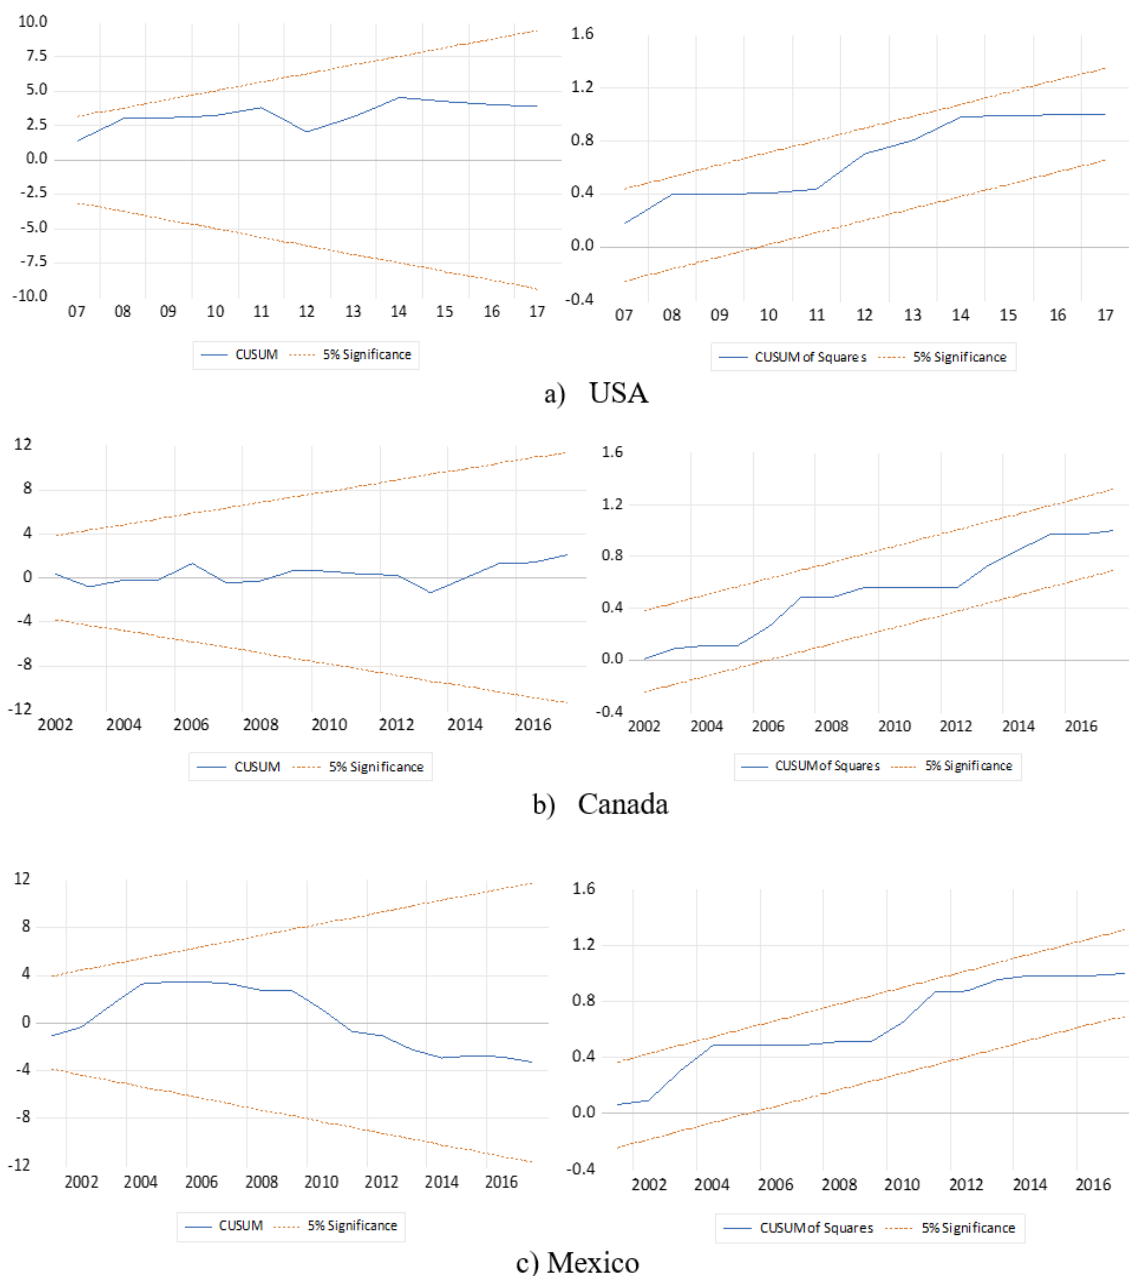 10.0
7.5
5.0
2.5
0.0
-2.5
-5.0
-7.5
-10.0
07 08 09 10 11 12 13 14 15 16 17
CUSUM 5% Significance
1.6
1.2
0.8
0.4
0.0
-0.4
07 08 09 10 11 12 13 14 15 16 17
CUSUM of Squares 5% Significance
a) USA
12
8
4
0
-4
-8
-12
2002 2004 2006 2008 2010 2012 2014 2016
CUSUM 5% Significance
1.6
1.2
0.8
0.4
0.0
-0.4
2002 2004 2006 2008 2010 2012 2014 2016
CUSUM of Squares 5% Significance
b) Canada
12
8
4
0
-4
-8
-12
2002 2004 2006 2008 2010 2012 2014 2016
CUSUM 5% Significance
1.6
1.2
0.8
0.4
0.0
-0.4
2002 2004 2006 2008 2010 2012 2014 2016
CUSUM of Squares 5% Significance
c) Mexico